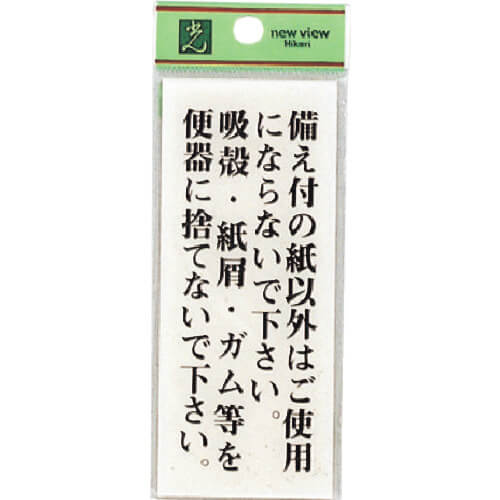 光
new view
Hikari
備え付の紙以外はご使用
にならないで下さい。
吸殻・紙屑・ガム等を
便器に捨てないで下さい。